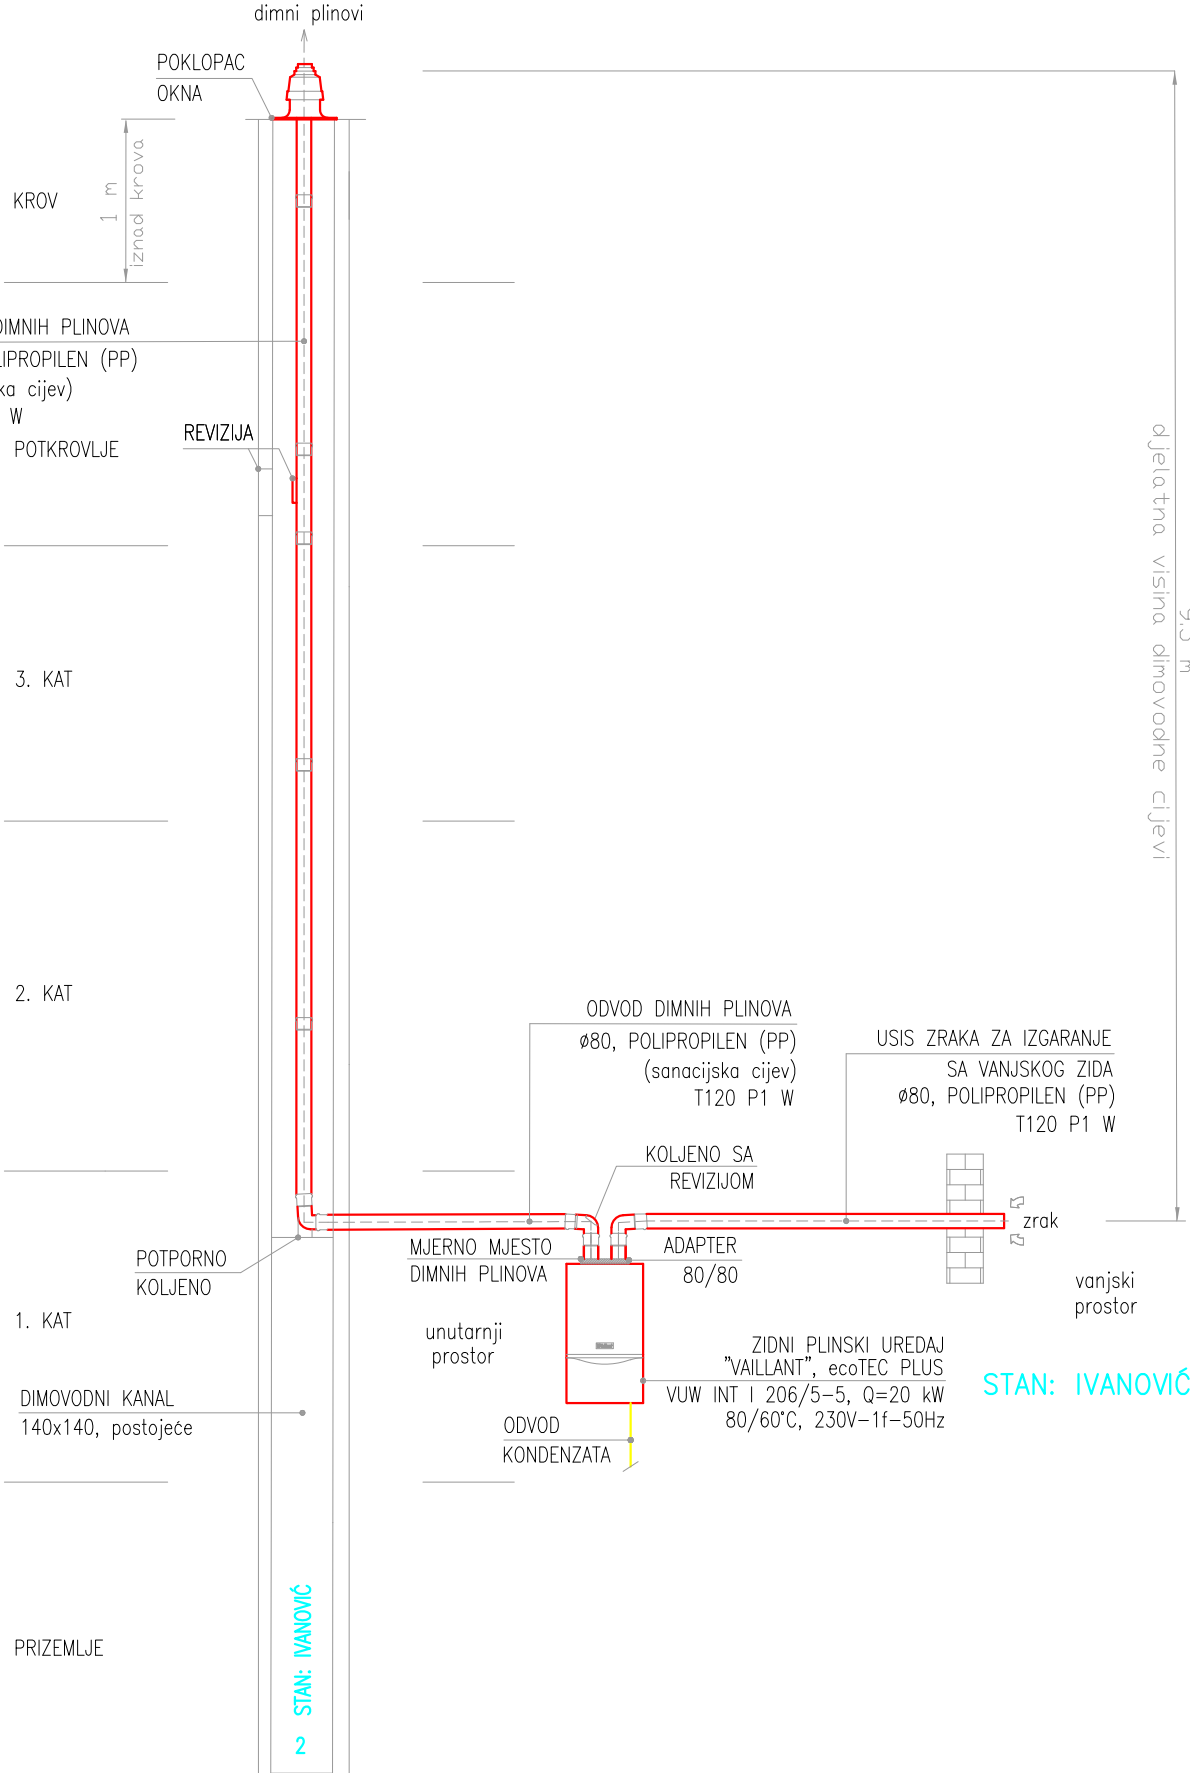 dimni plinovi
POKLOPAC
OKNA
1 m
iznad krova
KROV
DIMNIH PLINOVA
LIPROPILEN (PP)
ka cijev)
W
POTKROVLJE
REVIZIJA
djelatna visina dimovodne cijevi
m
3. KAT
2. KAT
ODVOD DIMNIH PLINOVA
ø80, POLIPROPILEN (PP)
(sanacijska cijev)
T120 P1 W
USIS ZRAKA ZA IZGARANJE
SA VANJSKOG ZIDA
ø80, POLIPROPILEN (PP)
T120 P1 W
KOLJENO SA
REVIZIJOM
zrak
POTPORNO
KOLJENO
MJERNO MJESTO
DIMNIH PLINOVA
ADAPTER
80/80
vanjski
prostor
1. KAT
unutarnji
prostor
ZIDNI PLINSKI UREĐAJ
"VAILLANT", ecoTEC PLUS
VUW INT I 206/5-5, Q=20 kW
80/60°C, 230V-1f-50Hz
STAN: IVANOVIĆ
DIMOVODNI KANAL
140x140, postojeće
ODVOD
KONDENZATA
PRIZEMLJE
STAN: IVANOVIĆ
2